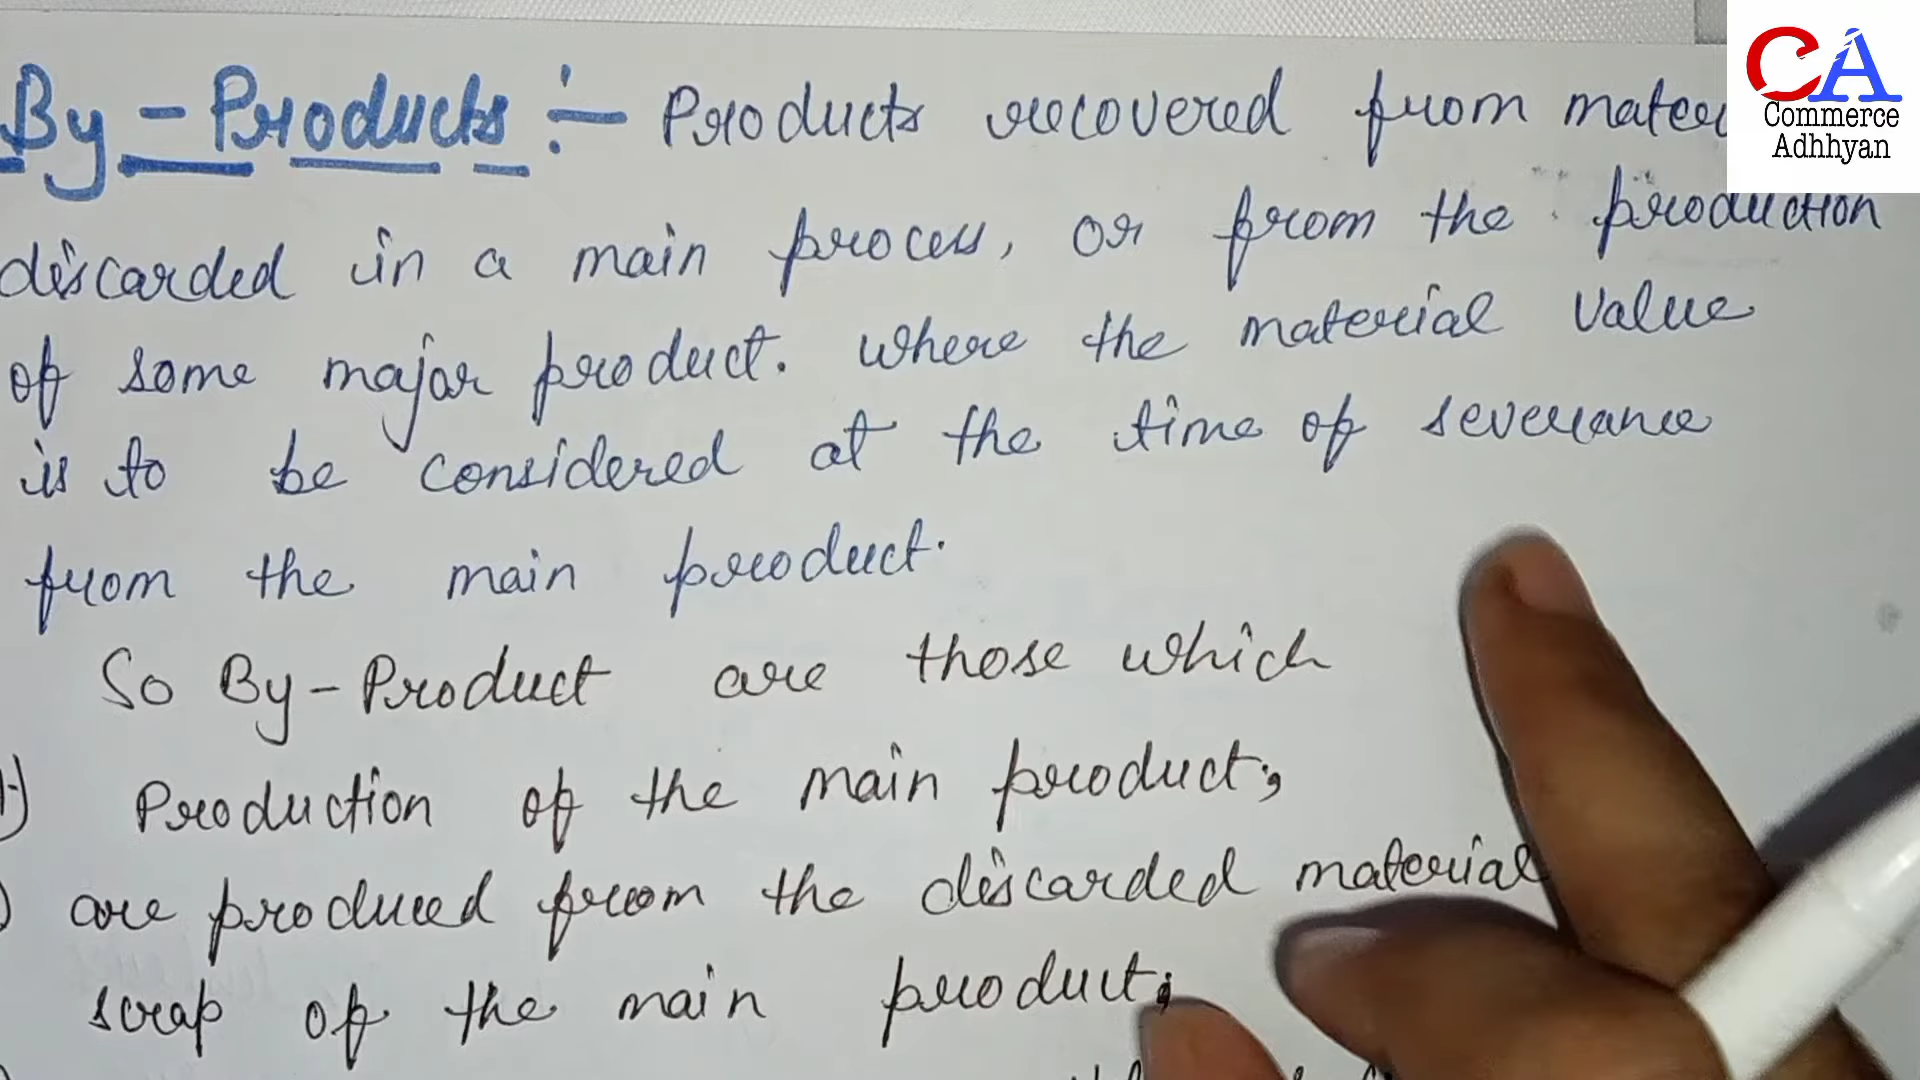 By-Products :- Products recovered from
discarded in a main process, or from the production
of some major product. where the material value
is to be considered at the time of severance
from the main product.
So By-Product are those which
Production of the main product;
are produced from the discarded material
scrap of the main product;
CA
Commerce
Adhhyan